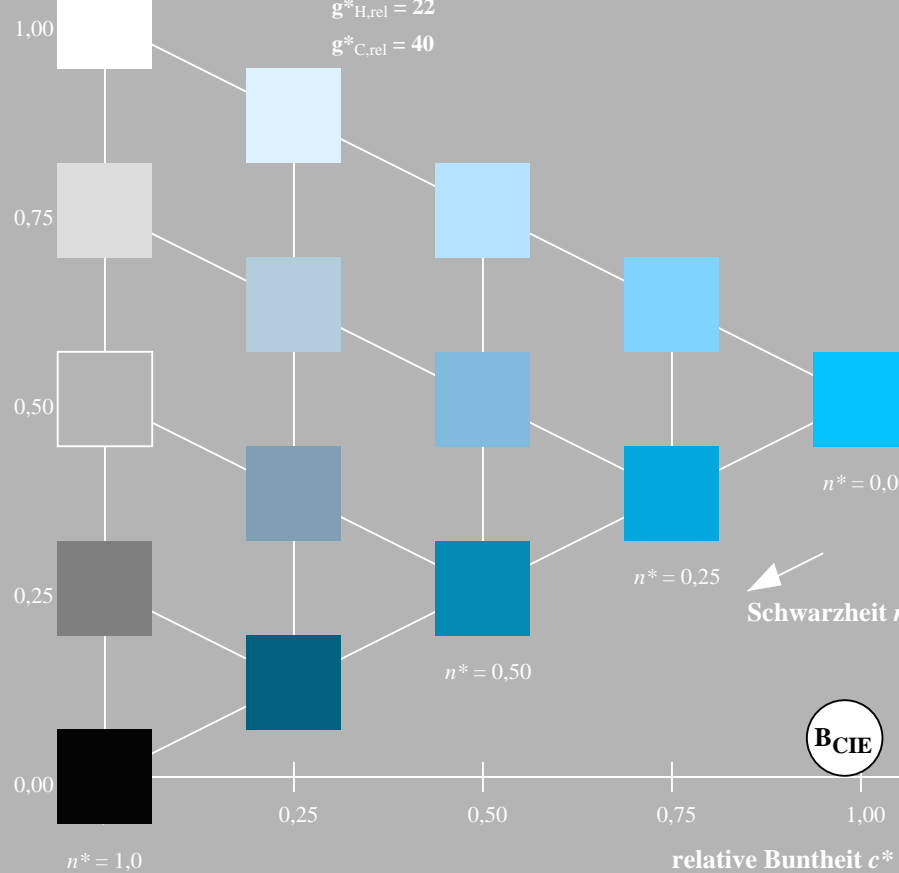 g*H,rel = 22
1,00
g*C,rel = 40
0,75
0,50
n* = 0,0
n* = 0,25
0,25
Schwarzheit n
n* = 0,50
BCIE
0,00
0,25 0,50 0,75 1,00
n* = 1,0
relative Buntheit c*